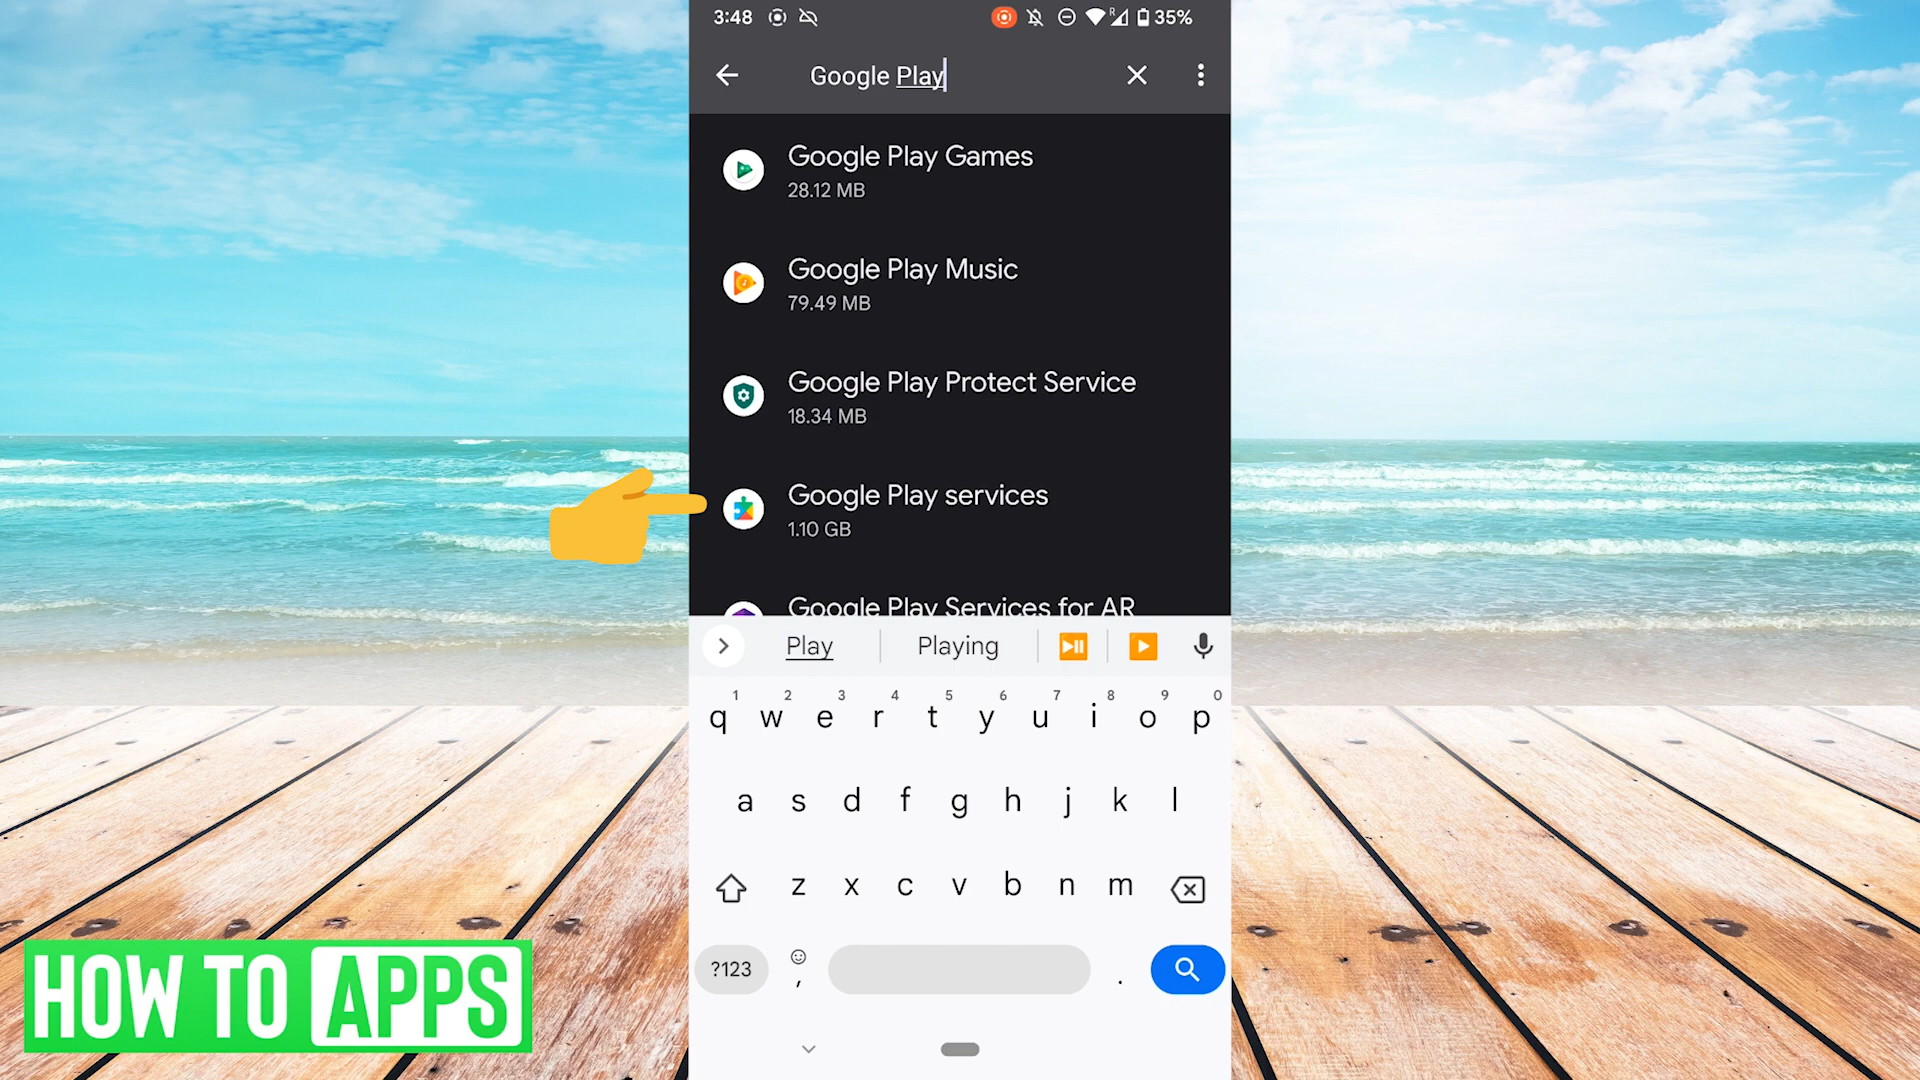 3:48
R
35%
Google Play
Google Play Games
28.12 MB
Google Play Music
79.49 MB
Google Play Protect Service
18.34 MB
Google Play services
1.10 GB
Google Play Services for AR
Play Playing
1 2 3 4 5 6 7 8 9 0
q w e r t y u i o p
a s d f g h j k l
z x c v b n m
?123 , .
HOW TO APPS